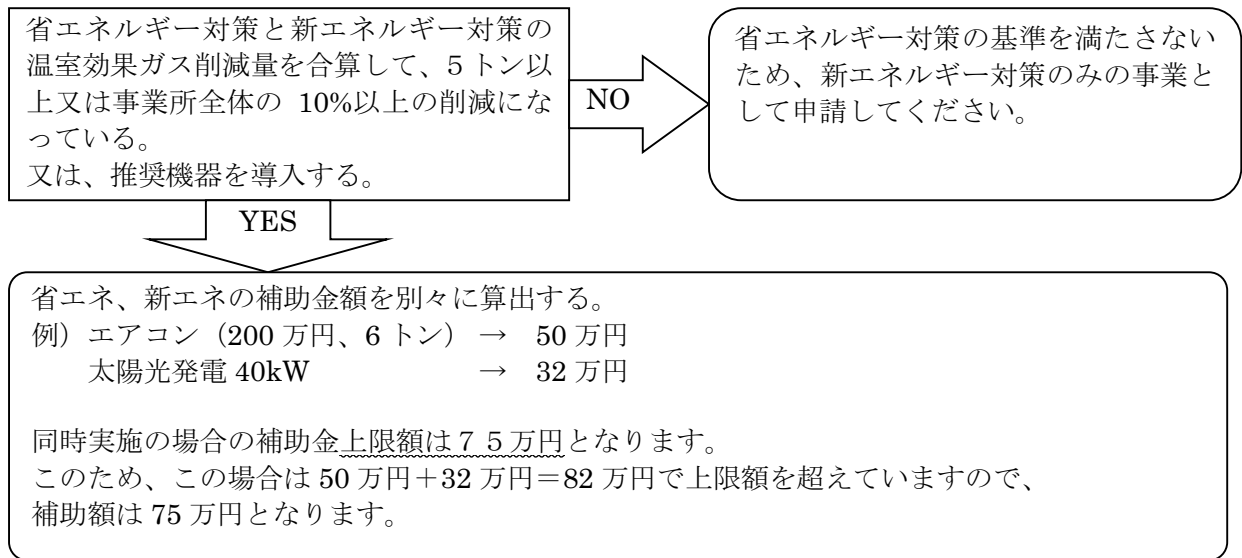 省エネルギー対策と新エネルギー対策の
温室効果ガス削減量を合算して、５トン以
上又は事業所全体の 10%以上の削減にな
っている。
又は、推奨機器を導入する。
NO
省エネルギー対策の基準を満たさない
ため、新エネルギー対策のみの事業と
して申請してください。
YES
省エネ、新エネの補助金額を別々に算出する。
例）エアコン（200 万円、6 トン） → 50 万円
太陽光発電 40kW → 32 万円
同時実施の場合の補助金上限額は７５万円となります。
このため、この場合は 50 万円＋32 万円＝82 万円で上限額を超えていますので、
補助額は 75 万円となります。